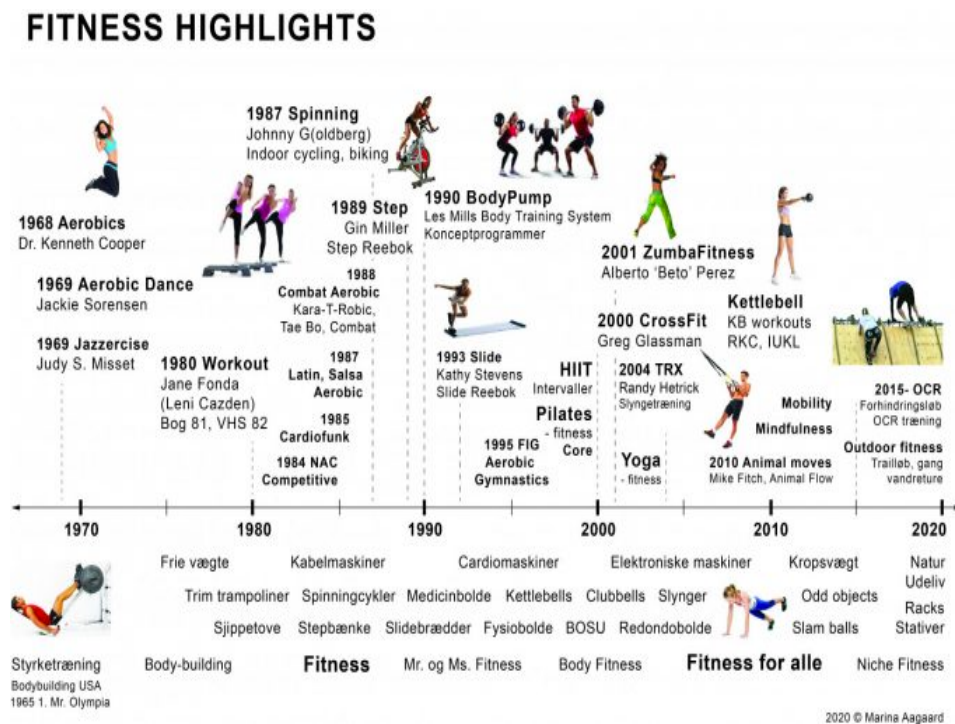 FITNESS HIGHLIGHTS
1987 Spinning
Johnny G(oldberg)
Indoor cycling, biking
1968 Aerobics
Dr. Kenneth Cooper
1989 Step
Gin Miller
Step Reebok
1990 BodyPump
Les Mills Body Training System
Konceptprogrammer
2001 ZumbaFitness
Alberto 'Beto' Perez
1969 Aerobic Dance
Jackie Sorensen
1988
Combat Aerobic
Kara-T-Robic,
Tae Bo, Combat
Kettlebell
KB workouts
RKC, IUKL
2000 CrossFit
Greg Glassman
1969 Jazzercise
Judy S. Misset
1980 Workout
Jane Fonda
(Leni Cazden)
Bog 81, VHS 82
1987
Latin, Salsa
Aerobic
1993 Slide
Kathy Stevens
Slide Reebok
HIIT
Intervaller
2004 TRX
Randy Hetrick
Slyngetræning
2015- OCR
Forhindringsløb
OCR træning
Mobility
Mindfulness
1985
Cardiofunk
Pilates
- fitness
Core
1984 NAC
Competitive
1995 FIG
Aerobic
Gymnastics
Yoga
- fitness
2010 Animal moves
Mike Fitch, Animal Flow
Outdoor fitness
Trailløb, gang
vandreture
1970 1980 1990 2000 2010 2020
Frie vægte Kabelmaskiner Cardiomaskiner Elektroniske maskiner Kropsvægt Natur
Udeliv
Trim trampoliner Spinningcykler Medicinbolde Kettlebells Clubbells Slynger Odd objects
Racks
Sjippetove Stepbænke Slidebrædder Fysiobolde BOSU Redondobolde Slam balls Stativer
Styrketræning Body-building Fitness Mr. og Ms. Fitness Body Fitness Fitness for alle Niche Fitness
Bodybuilding USA
1965 1. Mr. Olympia
2020 © Marina Aagaard